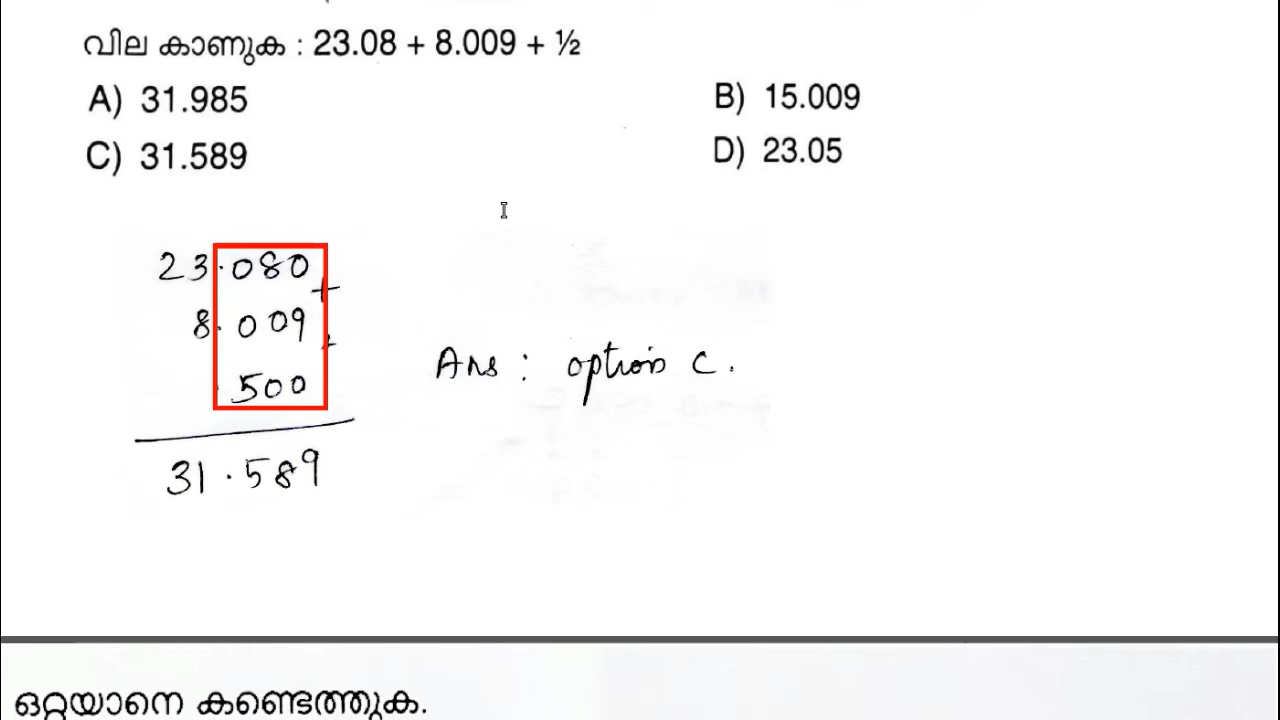 വില കാണുക : 23.08 + 8.009 + ½
A) 31.985 B) 15.009
C) 31.589 D) 23.05
23.080 +
8.009 +
500
31.589
Ans : option C.
ഒറ്റയാനെ കണ്ടെത്തുക.